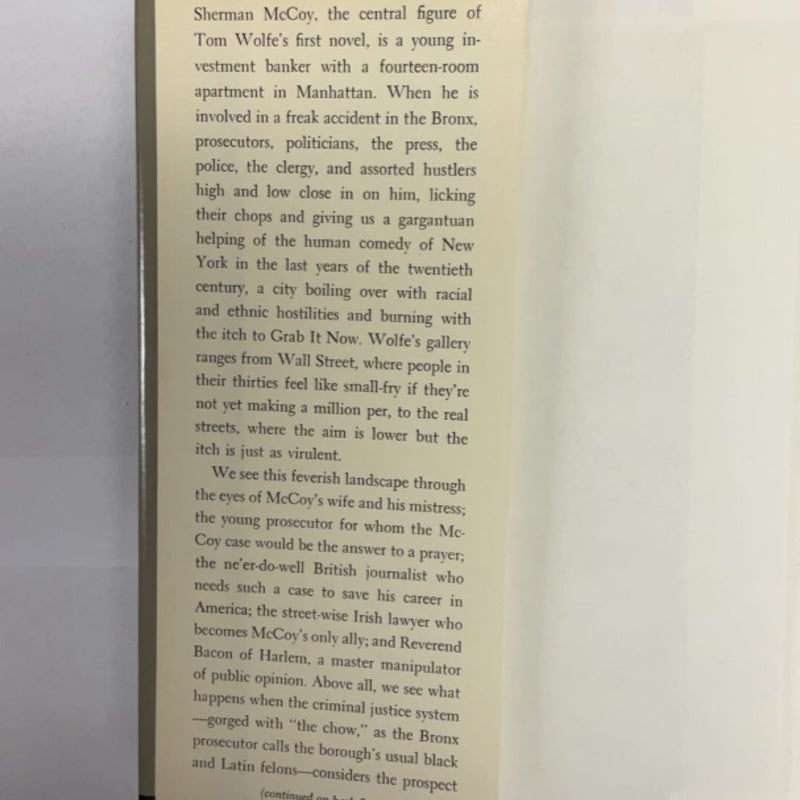 Sherman McCoy, the central figure of
Tom Wolfe's first novel, is a young in-
vestment banker with a fourteen-room
apartment in Manhattan. When he is
involved in a freak accident in the Bronx,
prosecutors, politicians, the press, the
police, the clergy, and assorted hustlers
high and low close in on him, licking
their chops and giving us a gargantuan
helping of the human comedy of New
York in the last years of the twentieth
century, a city boiling over with racial
and ethnic hostilities and burning with
the itch to Grab It Now. Wolfe's gallery
ranges from Wall Street, where people in
their thirties feel like small-fry if they're
not yet making a million per, to the real
streets, where the aim is lower but the
itch is just as virulent.
We see this feverish landscape through
the eyes of McCoy's wife and his mistress;
the young prosecutor for whom the Mc-
Coy case would be the answer to a prayer;
the ne'er-do-well British journalist who
needs such a case to save his career in
America; the street-wise Irish lawyer who
becomes McCoy's only ally; and Reverend
Bacon of Harlem, a master manipulator
of public opinion. Above all, we see what
happens when the criminal justice system
—gorged with "the chow," as the Bronx
prosecutor calls the borough's usual black
and Latin felons—considers the prospect
(continued on